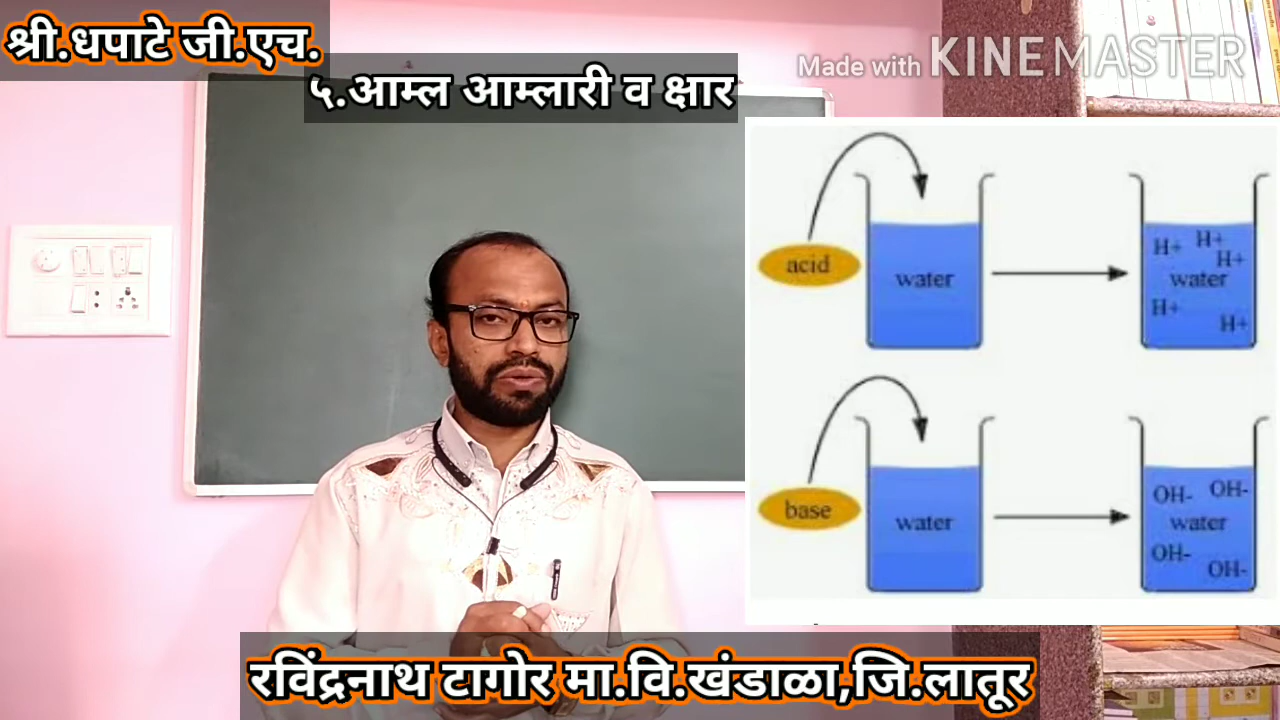 श्री.धपाटे जी.एच.
५.आम्ल आम्लारी व क्षार
Made with KINEMASTER
acid
water
H+ H+
H+
water
H+
H+
base
water
OH- OH-
water
OH-
OH-
रविंद्रनाथ टागोर मा.वि.खंडाळा,जि.लातूर